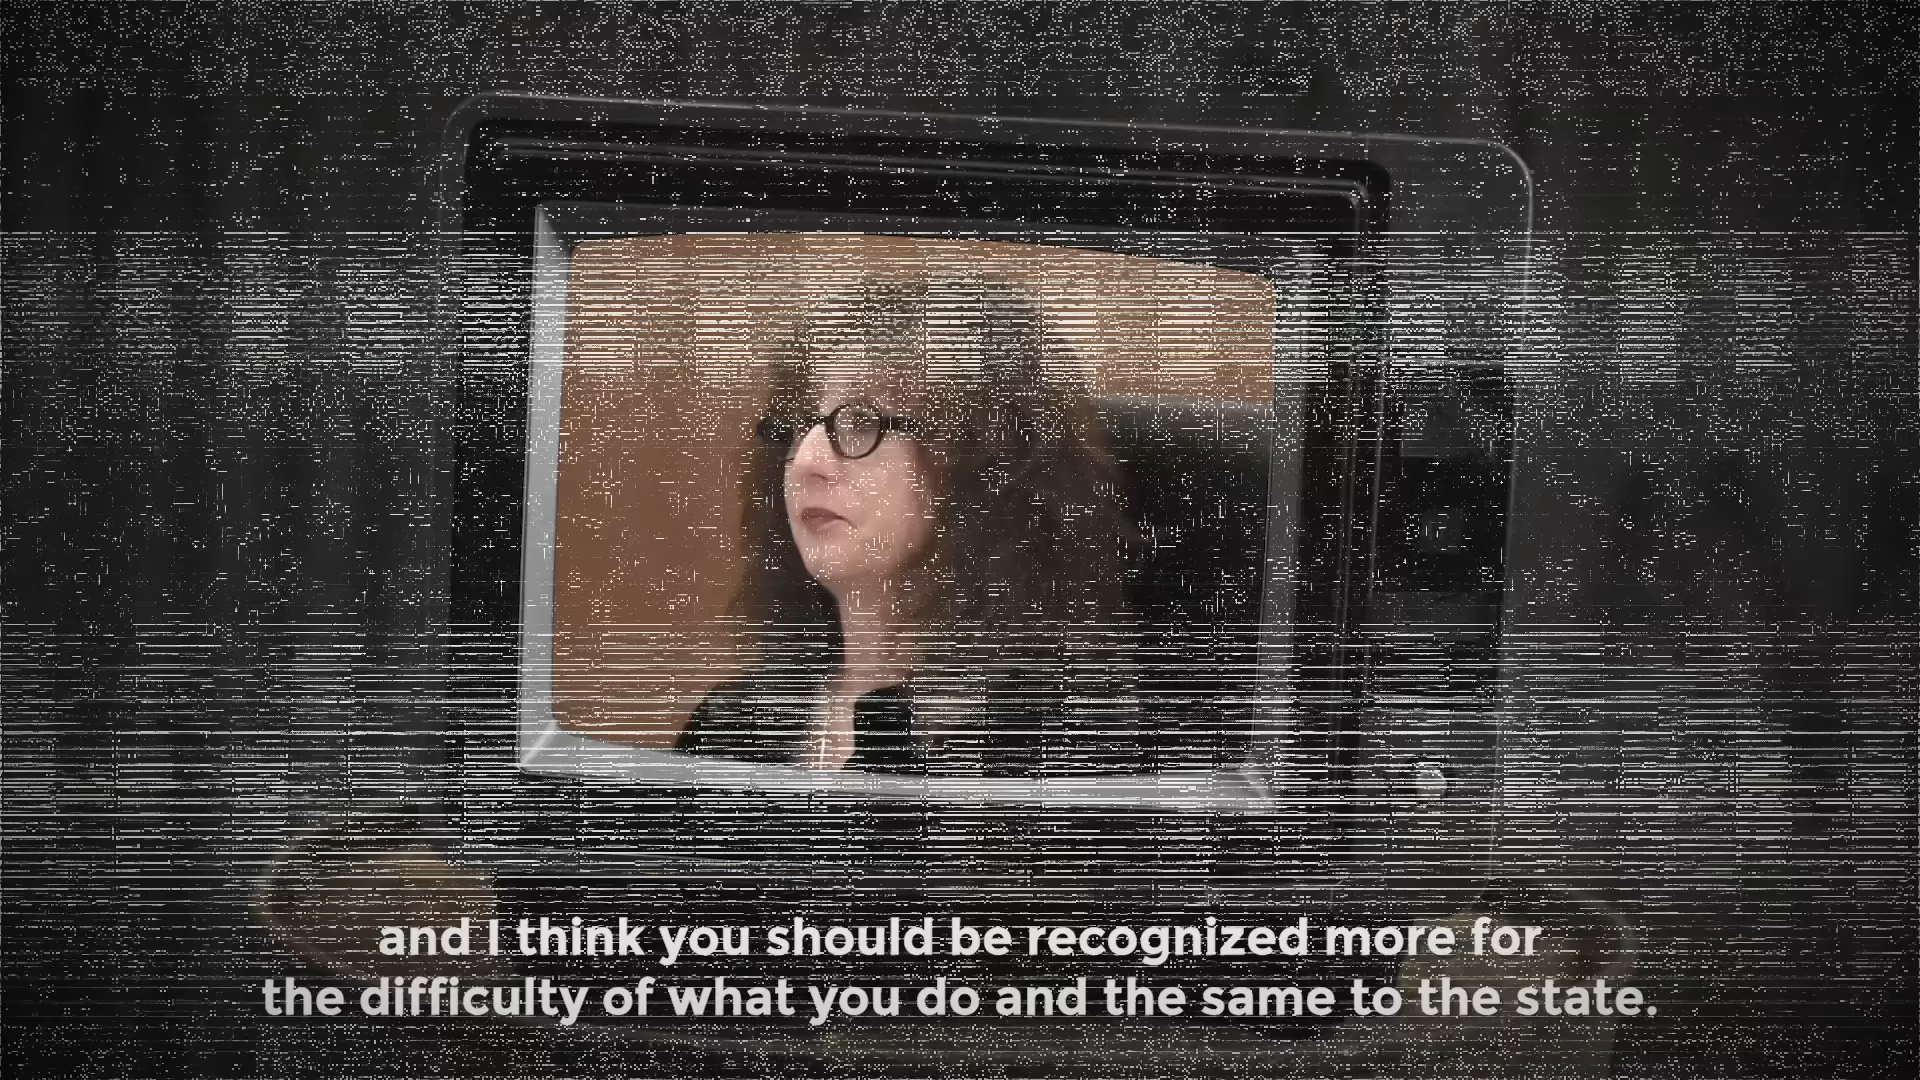 and I think you should be recognized more for
the difficulty of what you do and the same to the state.